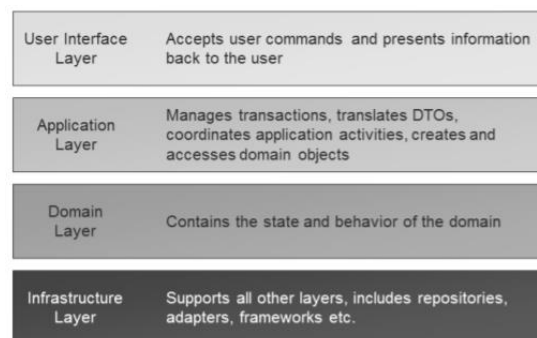 User Interface
Layer
Accepts user commands and presents information
back to the user
Application
Layer
Manages transactions, translates DTOs,
coordinates application activities, creates and
accesses domain objects
Domain
Layer
Contains the state and behavior of the domain
Infrastructure
Layer
Supports all other layers, includes repositories,
adapters, frameworks etc.